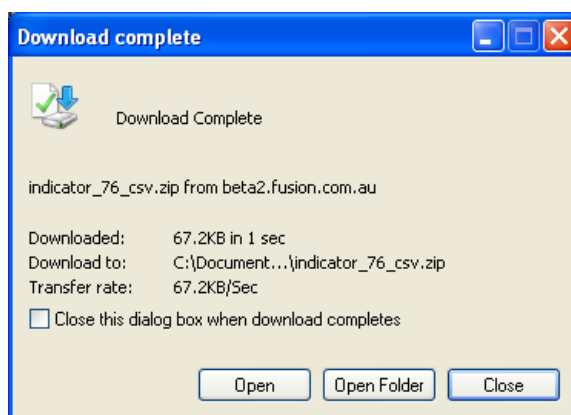 Download complete
Download Complete
indicator_76_csv.zip from beta2.fusion.com.au
Downloaded: 67.2KB in 1 sec
Download to: C:\Document...\indicator_76_csv.zip
Transfer rate: 67.2KB/Sec
Close this dialog box when download completes
Open Open Folder Close